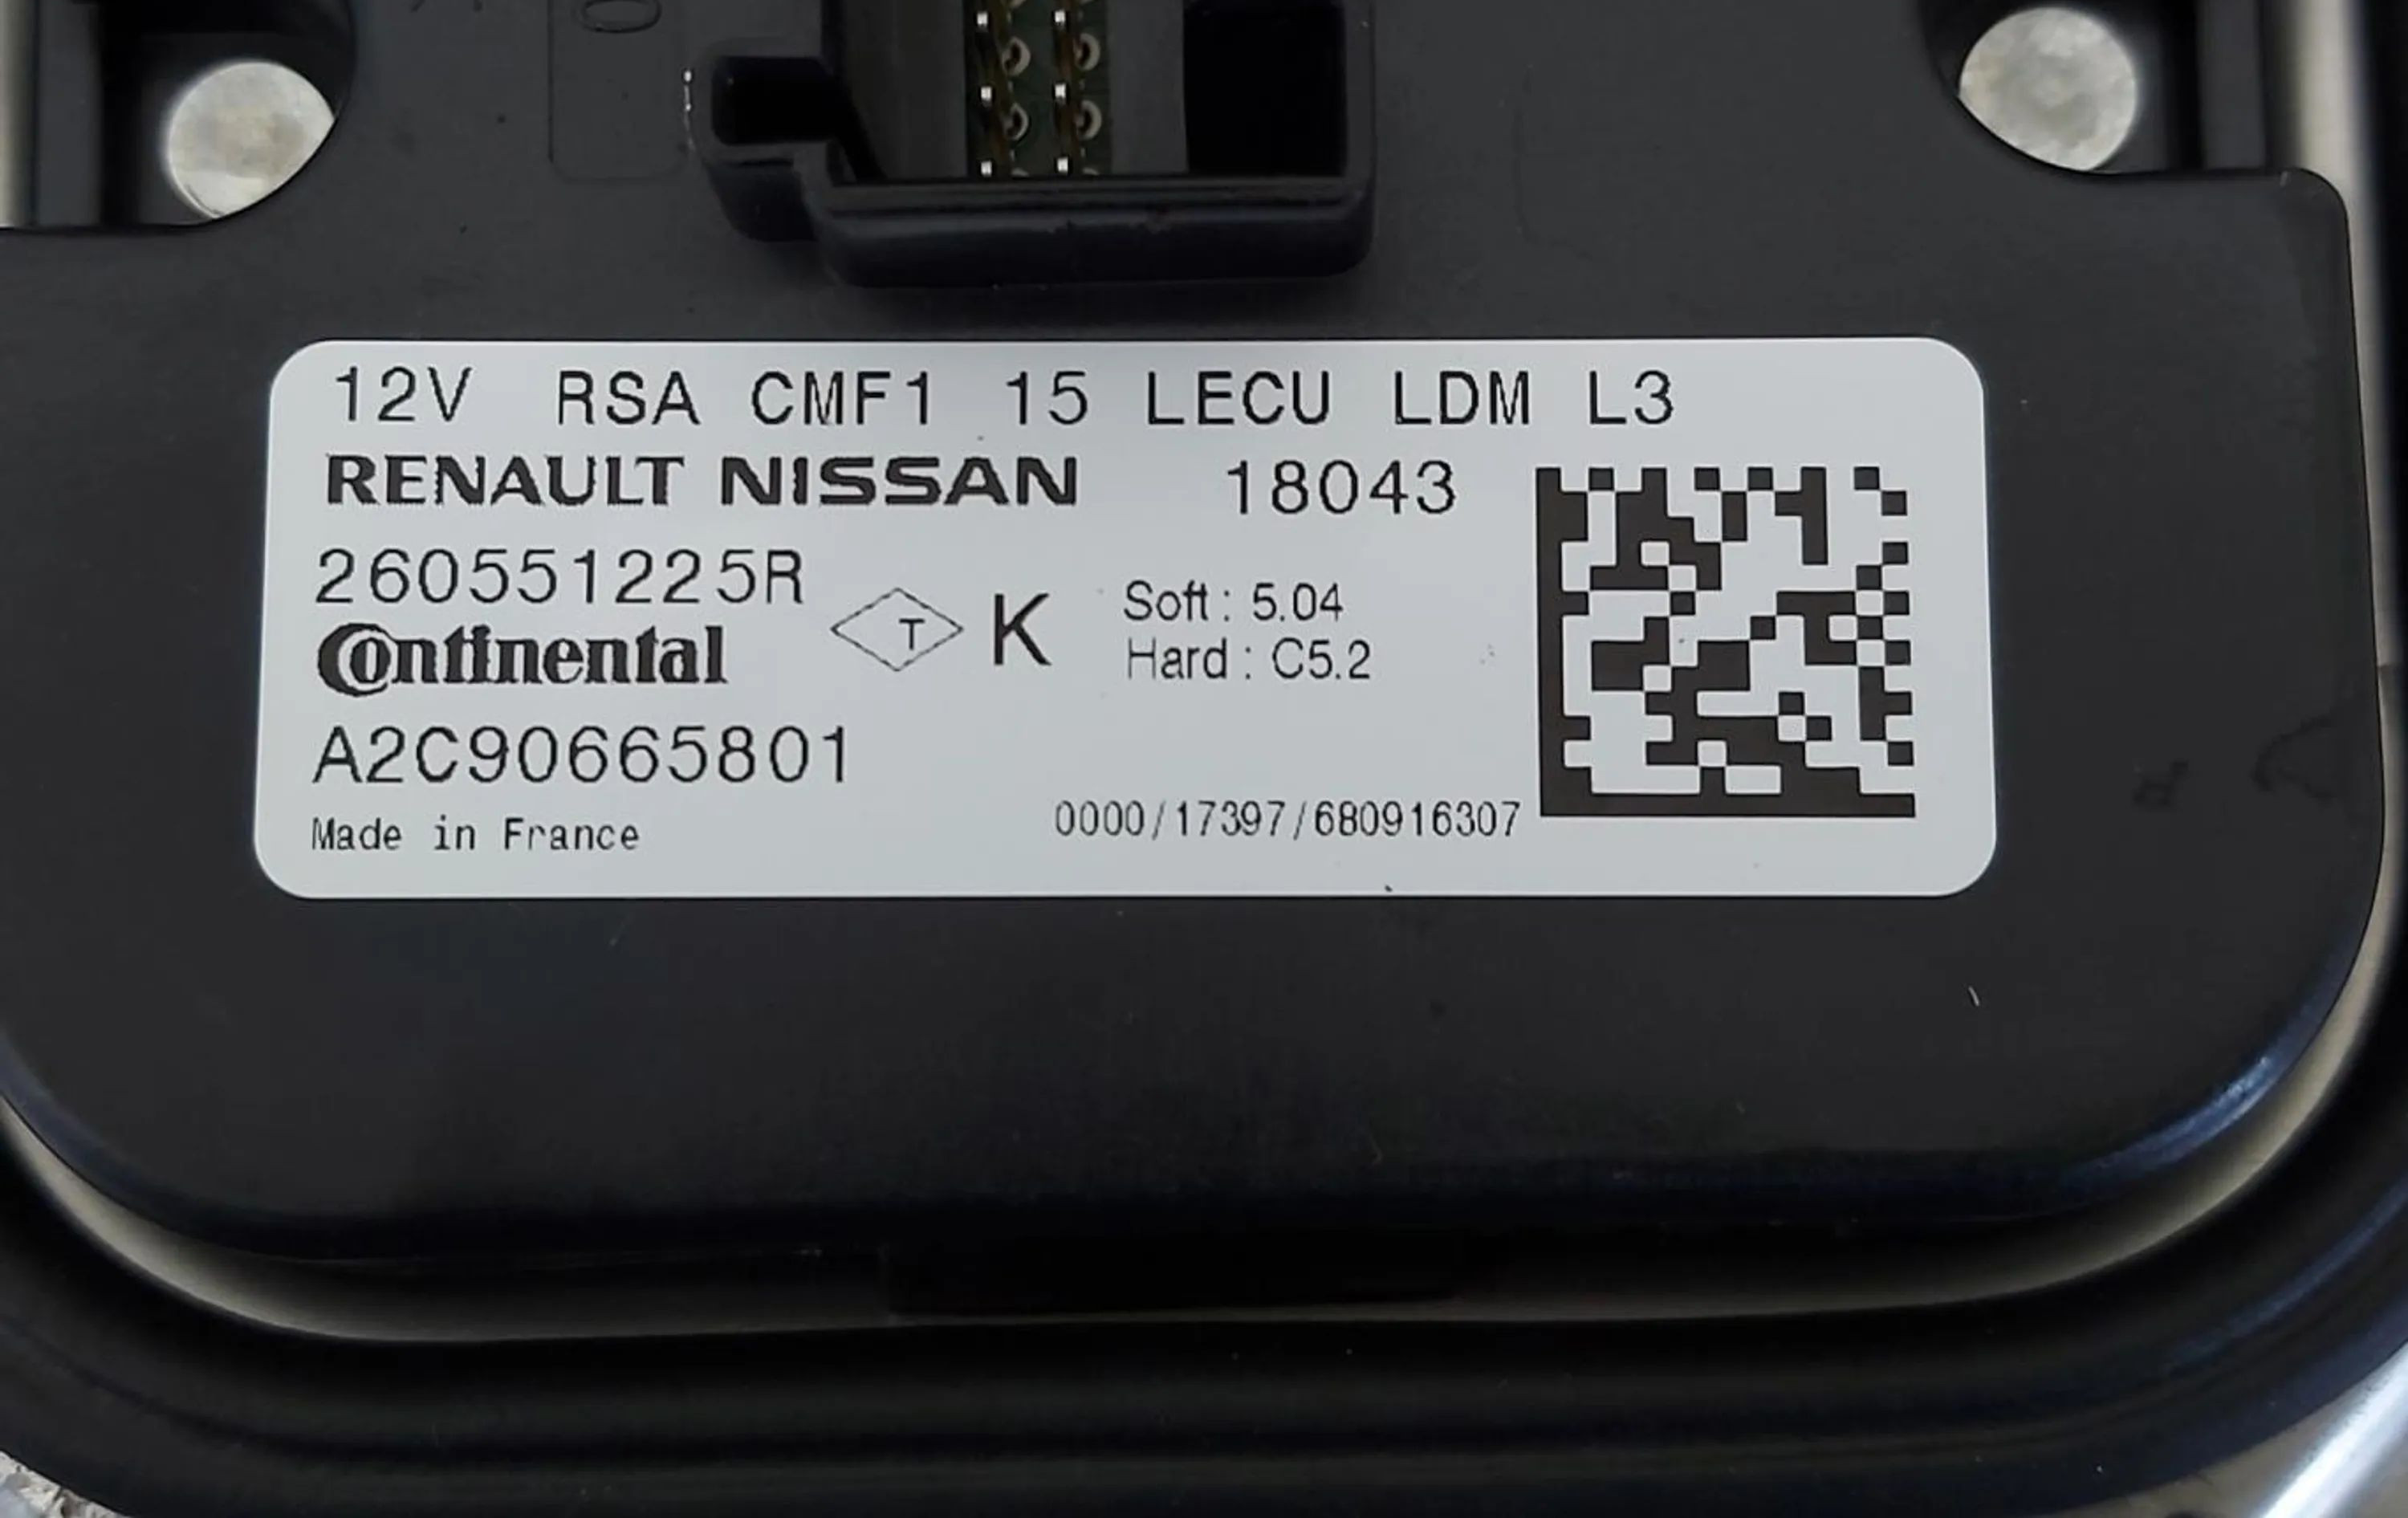 12V RSA CMF1 15 LECU LDM L3
RENAULT NISSAN 18043
260551225R
T K
Soft : 5.04
Hard : C5.2
Continental
A2C90665801
Made in France
0000/17397/680916307